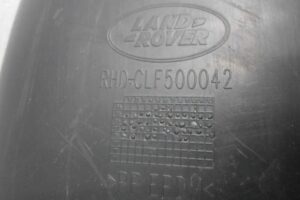 LAND-
-ROVER
RHD-CLF500042